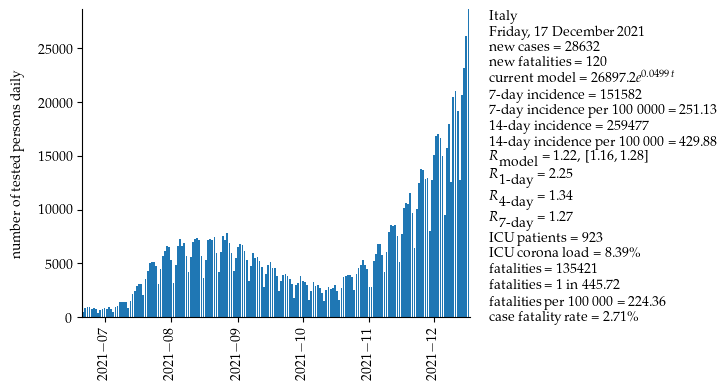 Italy
Friday, 17 December 2021
new cases = 28632
new fatalities = 120
current model = 26897.2e^0.0499 t
7-day incidence = 151582
7-day incidence per 100 0000 = 251.13
14-day incidence = 259477
14-day incidence per 100 000 = 429.88
R_model = 1.22, [1.16, 1.28]
R_1-day = 2.25
R_4-day = 1.34
R_7-day = 1.27
ICU patients = 923
ICU corona load = 8.39%
fatalities = 135421
fatalities = 1 in 445.72
fatalities per 100 000 = 224.36
case fatality rate = 2.71%
number of tested persons daily
25000
20000
15000
10000
5000
0
2021−07
2021−08
2021−09
2021−10
2021−11
2021−12